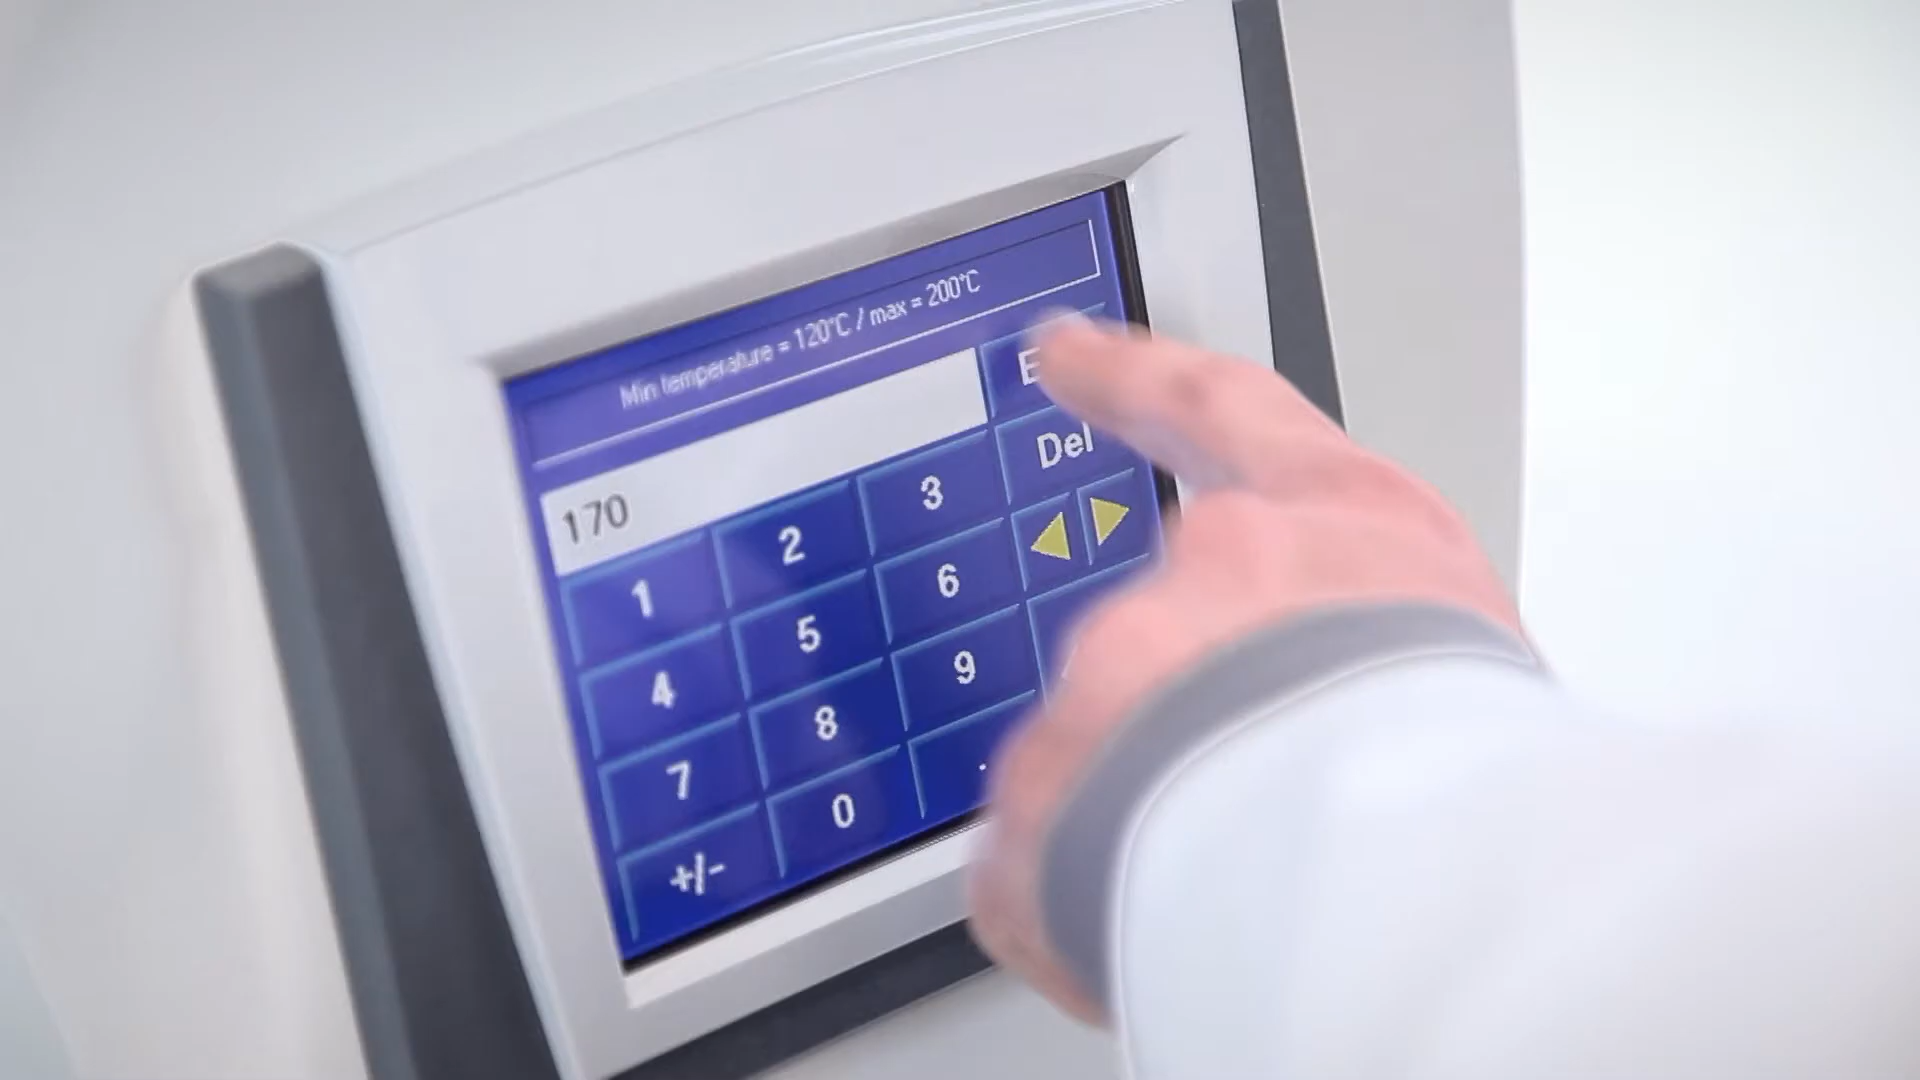 Min temperature = 120°C / max = 200°C
170
1 2 3 Del
4 5 6
7 8 9
+/- 0 .